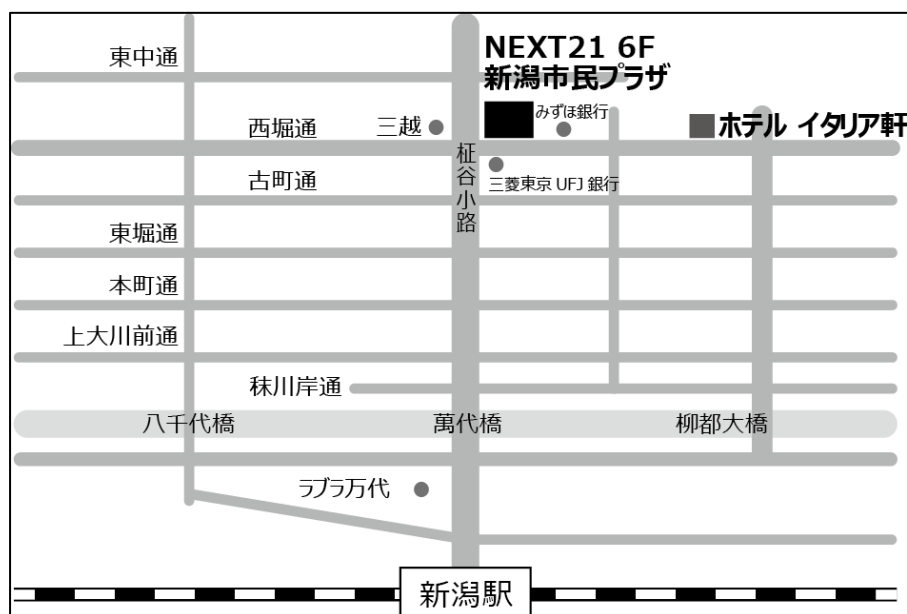 東中通
NEXT21 6F
新潟市民プラザ
西堀通
三越
みずほ銀行
ホテル イタリア軒
柾谷小路
古町通
三菱東京 UFJ 銀行
東堀通
本町通
上大川前通
秣川岸通
八千代橋
萬代橋
柳都大橋
ラブラ万代
新潟駅